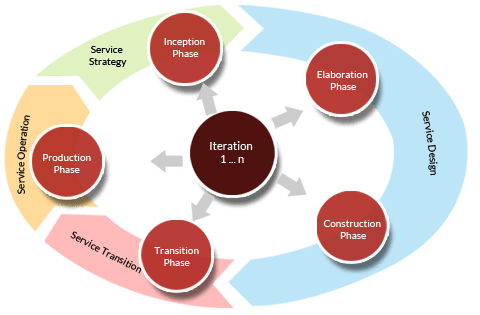 Inception
Phase
Service
Strategy
Elaboration
Phase
Service Design
Service Operation
Iteration
1 ... n
Production
Phase
Construction
Phase
Service Transition
Transition
Phase